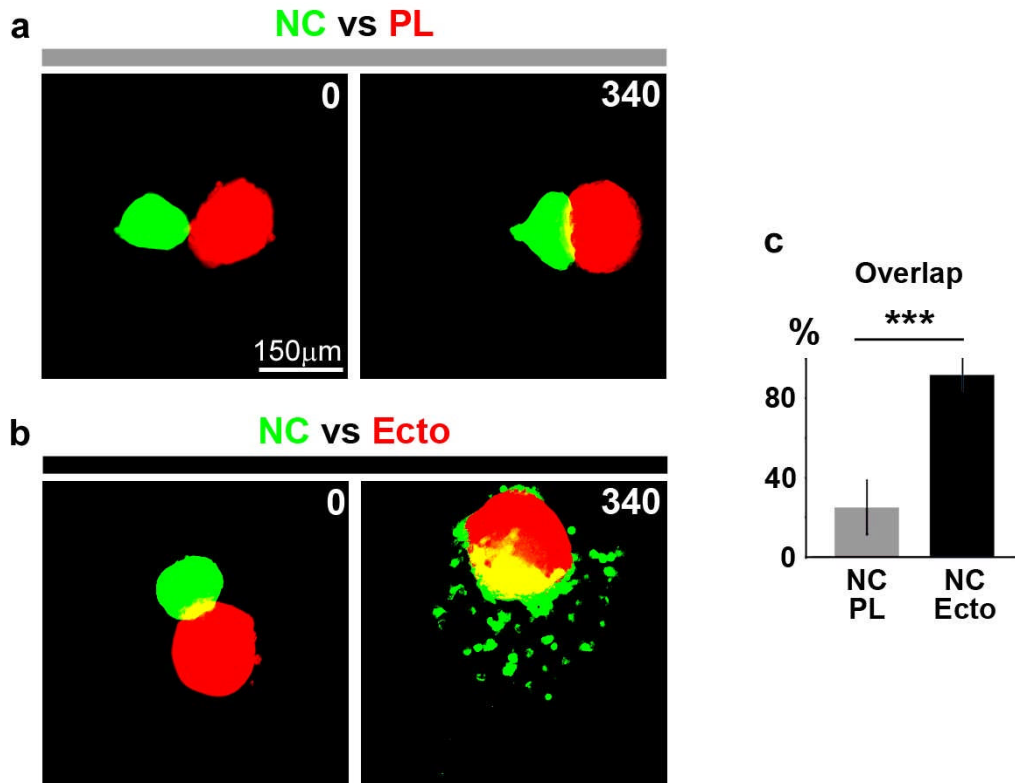 a
NC vs PL
0
340
150μm
b
NC vs Ecto
0
340
c
Overlap
%
***
80
40
0
NC
PL
NC
Ecto